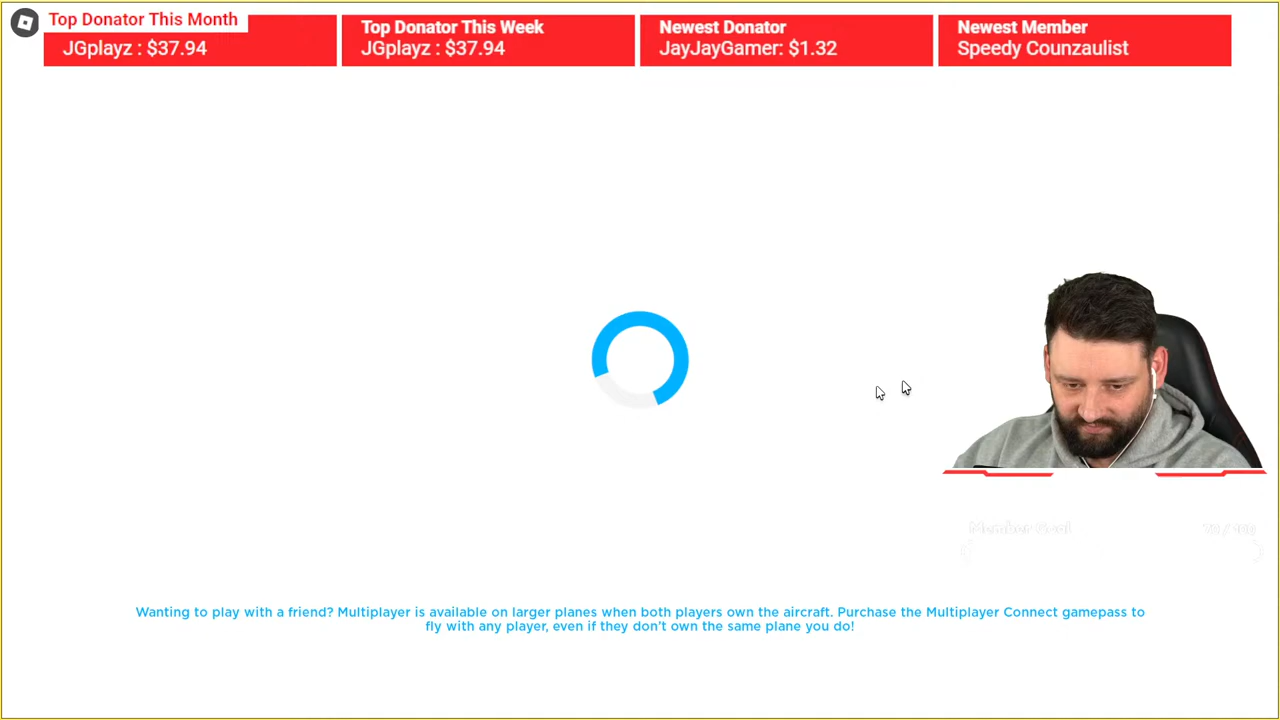 Top Donator This Month
JGplayz : $37.94
Top Donator This Week
JGplayz : $37.94
Newest Donator
JayJayGamer: $1.32
Newest Member
Speedy Counzaulist
Member Goal
Wanting to play with a friend? Multiplayer is available on larger planes when both players own the aircraft. Purchase the Multiplayer Connect gamepass to
fly with any player, even if they don't own the same plane you do!